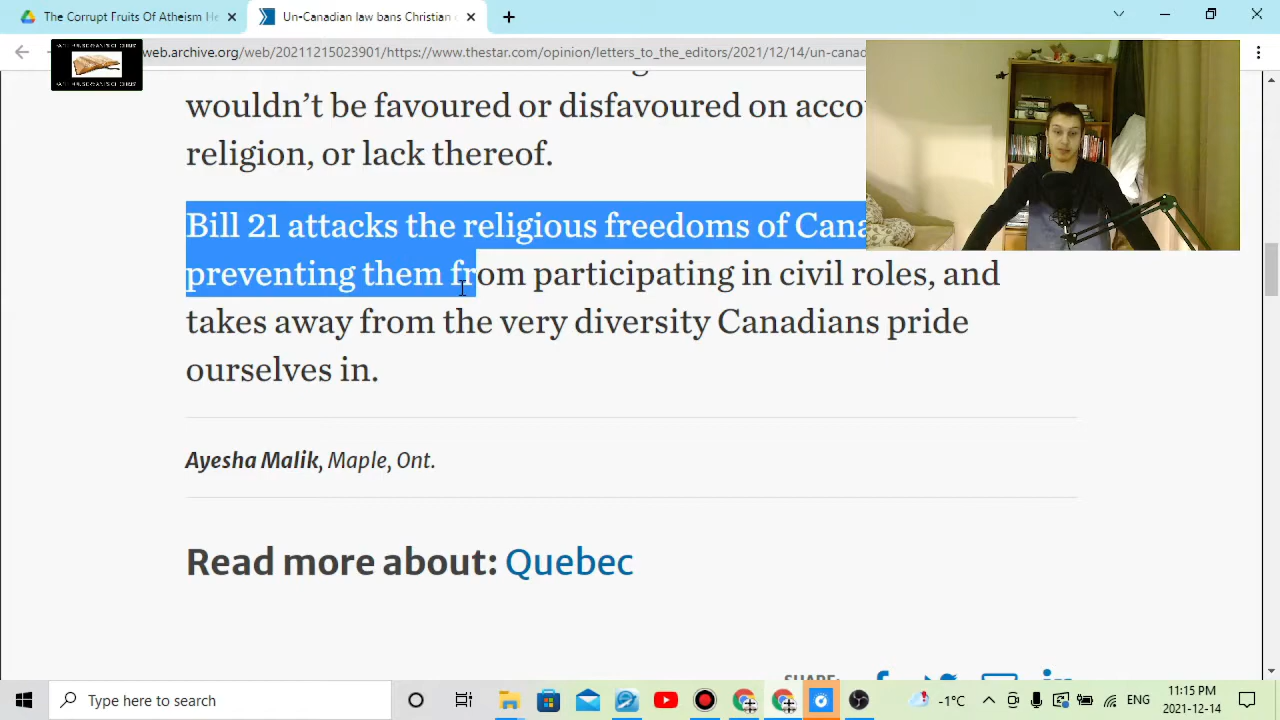 The Corrupt Fruits Of Atheism He
Un-Canadian law bans Christian c
web.archive.org/web/20211215023901/https://www.thestar.com/opinion/letters_to_the_editors/2021/12/14/un-canac
wouldn't be favoured or disfavoured on acco
religion, or lack thereof.
Bill 21 attacks the religious freedoms of Cana
preventing them from participating in civil roles, and
takes away from the very diversity Canadians pride
ourselves in.
Ayesha Malik, Maple, Ont.
Read more about: Quebec
SHARE:
Type here to search
-1°C
ENG
11:15 PM
2021-12-14